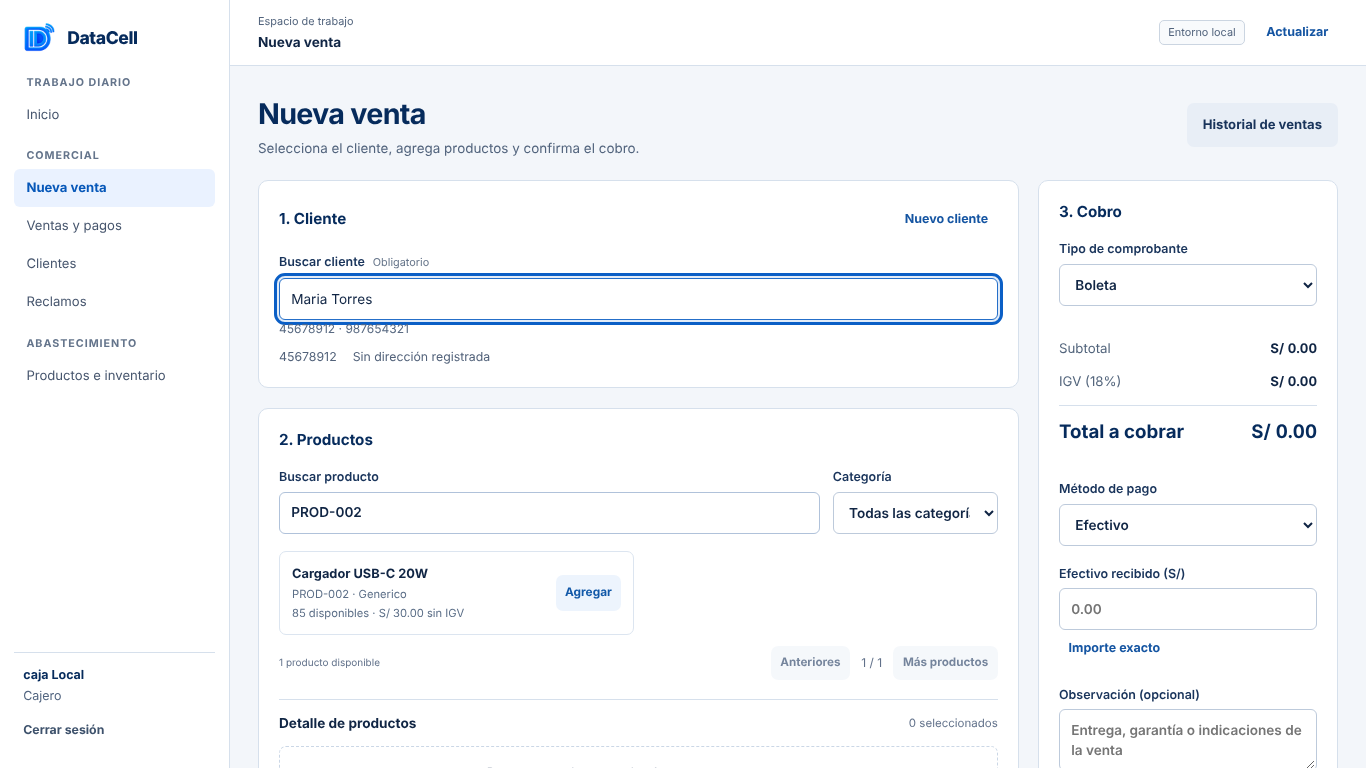 DataCell
TRABAJO DIARIO
Inicio
COMERCIAL
Nueva venta
Ventas y pagos
Clientes
Reclamos
ABASTECIMIENTO
Productos e inventario
caja Local
Cajero
Cerrar sesión
Espacio de trabajo
Nueva venta
Entorno local
Actualizar
Nueva venta
Selecciona el cliente, agrega productos y confirma el cobro.
Historial de ventas
1. Cliente
Nuevo cliente
Buscar cliente Obligatorio
Maria Torres
45678912 · 987654321
45678912 Sin dirección registrada
2. Productos
Buscar producto
Categoría
PROD-002
Todas las categorí
Cargador USB-C 20W
PROD-002 · Generico
85 disponibles · S/ 30.00 sin IGV
Agregar
1 producto disponible
Anteriores
1 / 1
Más productos
Detalle de productos
0 seleccionados
3. Cobro
Tipo de comprobante
Boleta
Subtotal S/ 0.00
IGV (18%) S/ 0.00
Total a cobrar S/ 0.00
Método de pago
Efectivo
Efectivo recibido (S/)
0.00
Importe exacto
Observación (opcional)
Entrega, garantía o indicaciones de
la venta